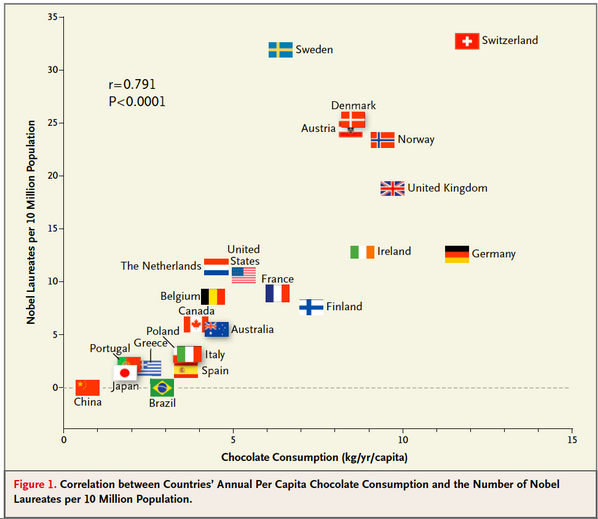 35
30
25
20
15
10
5
0
Nobel Laureates per 10 Million Population
r=0.791
P<0.0001
Sweden
Switzerland
Denmark
Austria
Norway
United Kingdom
Ireland
Germany
United
States
The Netherlands
France
Belgium
Finland
Canada
Australia
Poland
Portugal
Greece
Italy
Spain
Japan
China
Brazil
0
5
10
15
Chocolate Consumption (kg/yr/capita)
Figure 1. Correlation between Countries' Annual Per Capita Chocolate Consumption and the Number of Nobel
Laureates per 10 Million Population.